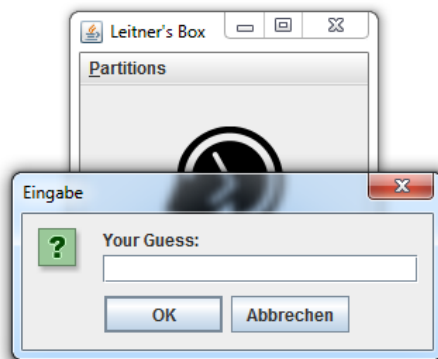 Leitner's Box
Partitions
Eingabe
Your Guess:
OK
Abbrechen